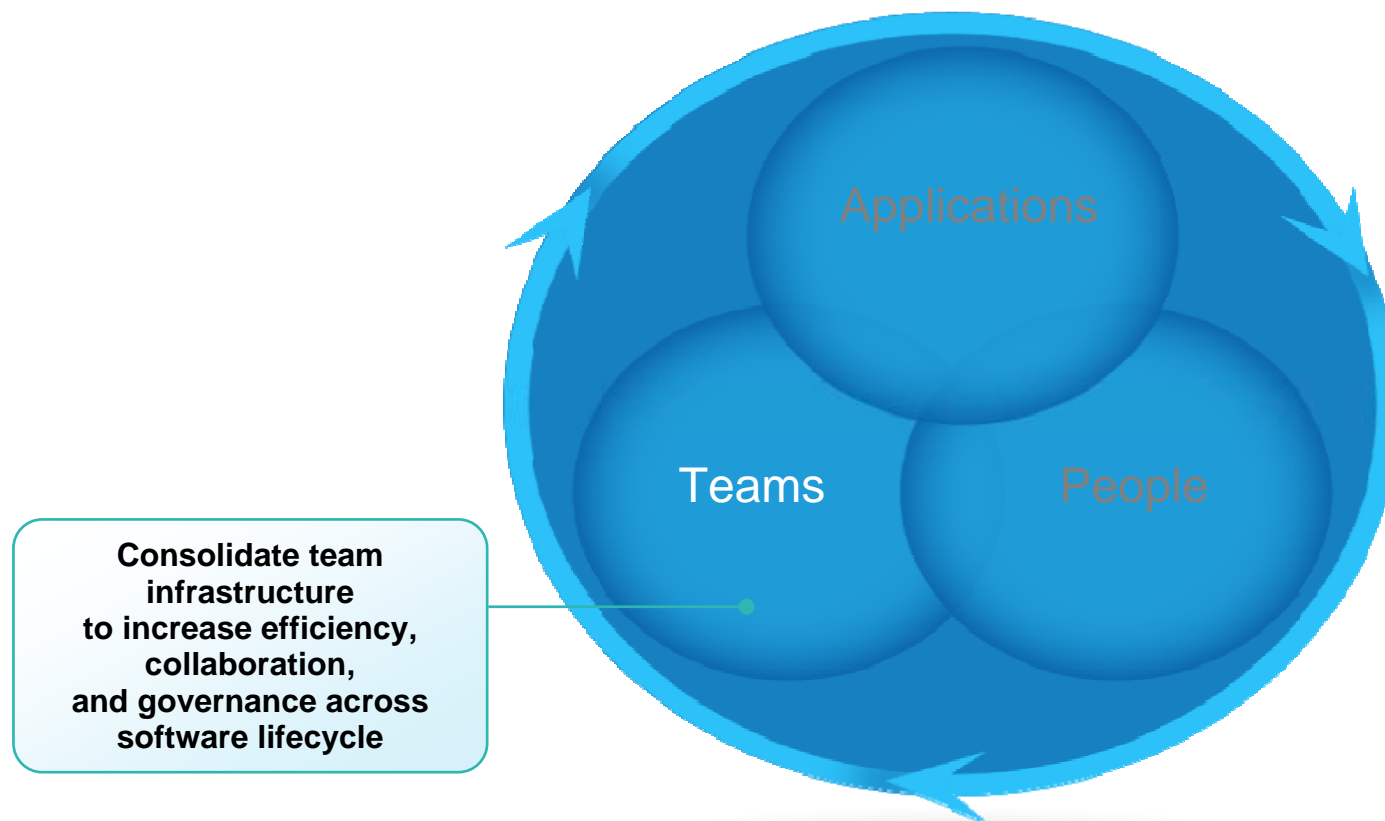 Applications
Teams
People
Consolidate team
infrastructure
to increase efficiency,
collaboration,
and governance across
software lifecycle